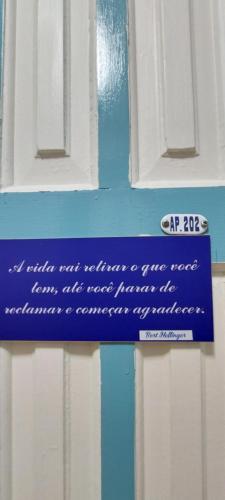 AP. 202
A vida vai retirar o que você
tem, até você parar de
reclamar e começar agradecer.
Bert Hellinger